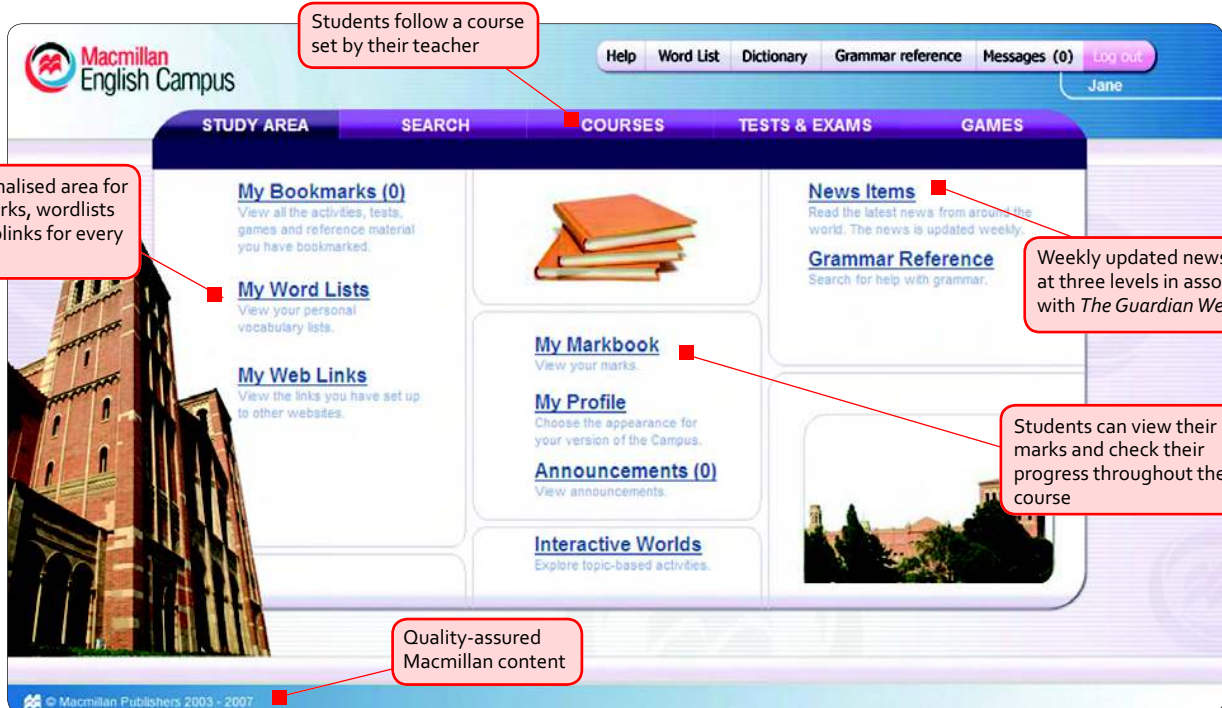 Students follow a course
set by their teacher
Macmillan
English Campus
Help Word List Dictionary Grammar reference Messages (0) Log out
Jane
STUDY AREA SEARCH COURSES TESTS & EXAMS GAMES
area for
wordlists
for every
My Bookmarks (0)
View all the activities, tests,
games and reference material
you have bookmarked.
My Word Lists
View your personal
vocabulary lists.
My Web Links
View the links you have set up
to other websites.
My Markbook
View your marks.
My Profile
Choose the appearance for
your version of the Campus.
Announcements (0)
View announcements.
Interactive Worlds
Explore topic-based activities.
News Items
Read the latest news from around the
world. The news is updated weekly.
Grammar Reference
Search for help with grammar.
Weekly updated news
at three levels in
with The Guardian
Students can view their
marks and check their
progress throughout the
course
Quality-assured
Macmillan content
© Macmillan Publishers 2003 - 2007